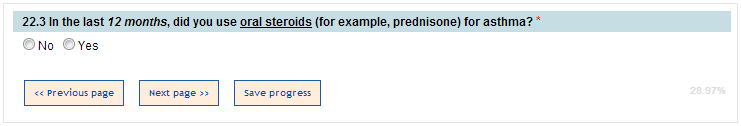 22.3 In the last 12 months, did you use oral steroids (for example, prednisone) for asthma? *
No Yes
<< Previous page Next page >> Save progress 28.97%